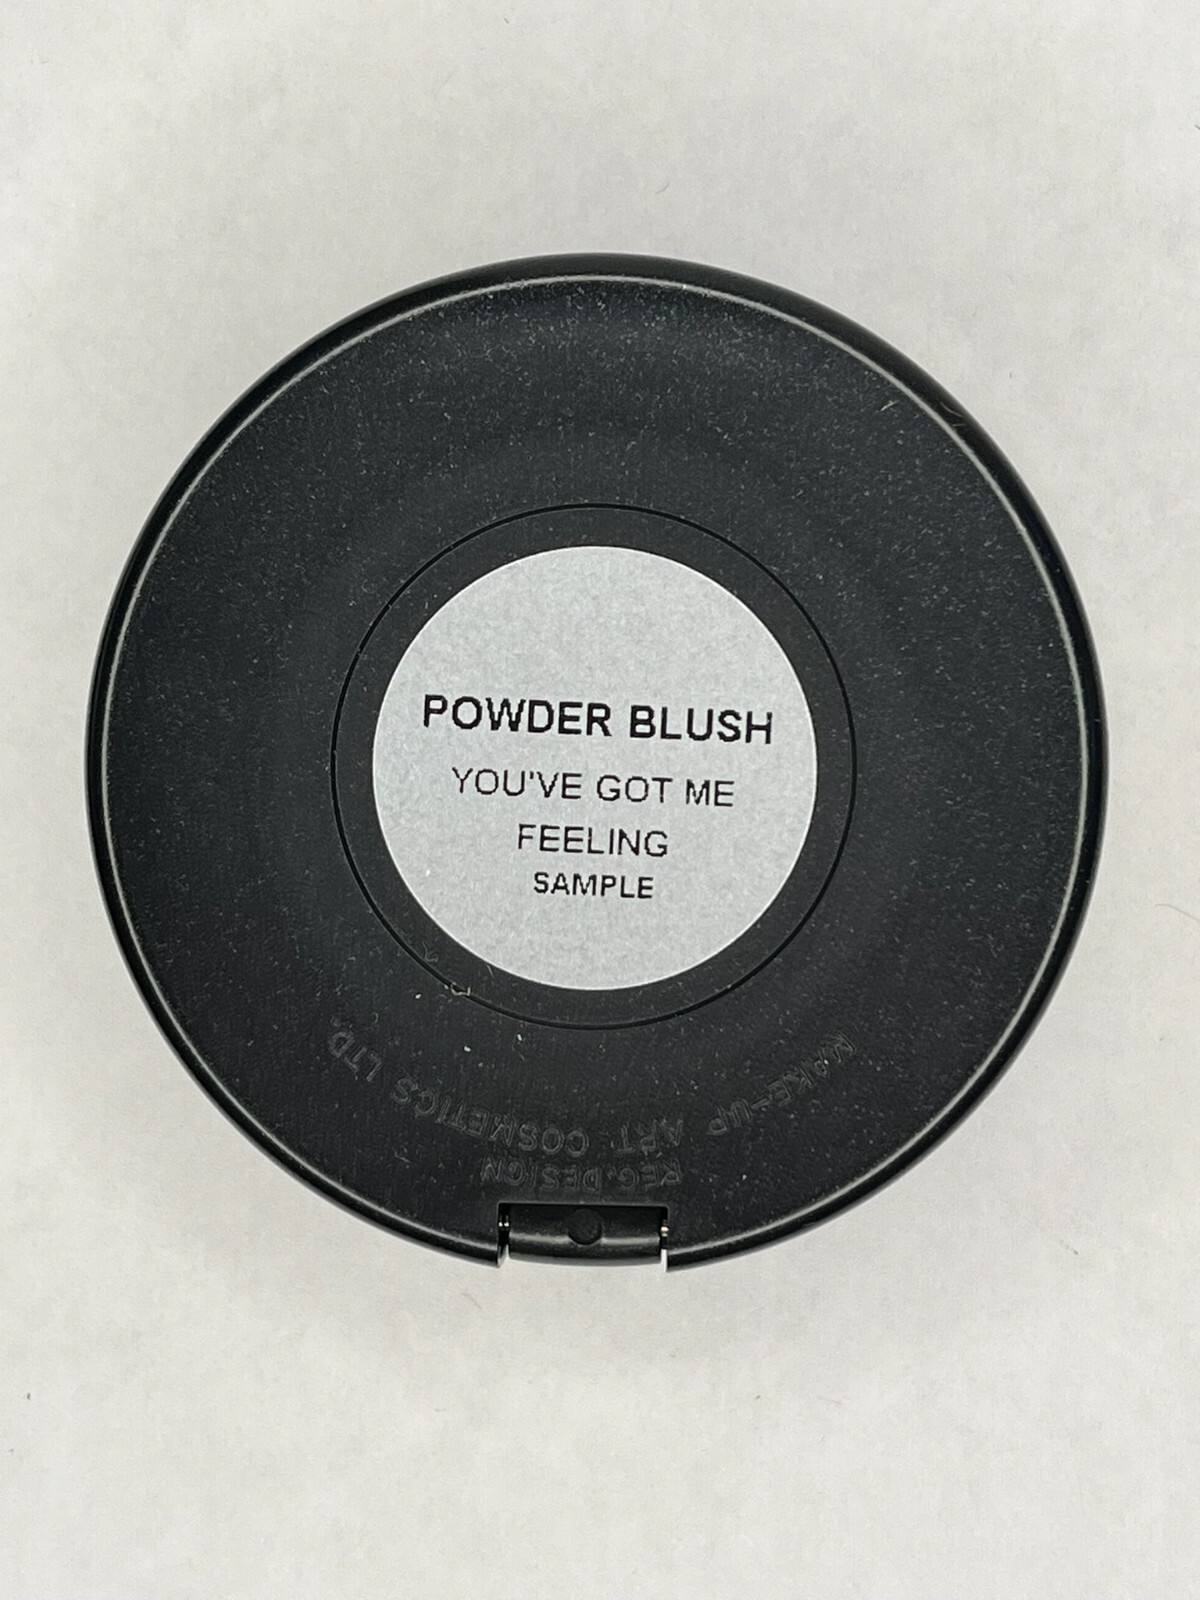 POWDER BLUSH
YOU'VE GOT ME
FEELING
SAMPLE
MAKE-UP ART COSMETICS LTD.
REG.DESIGN